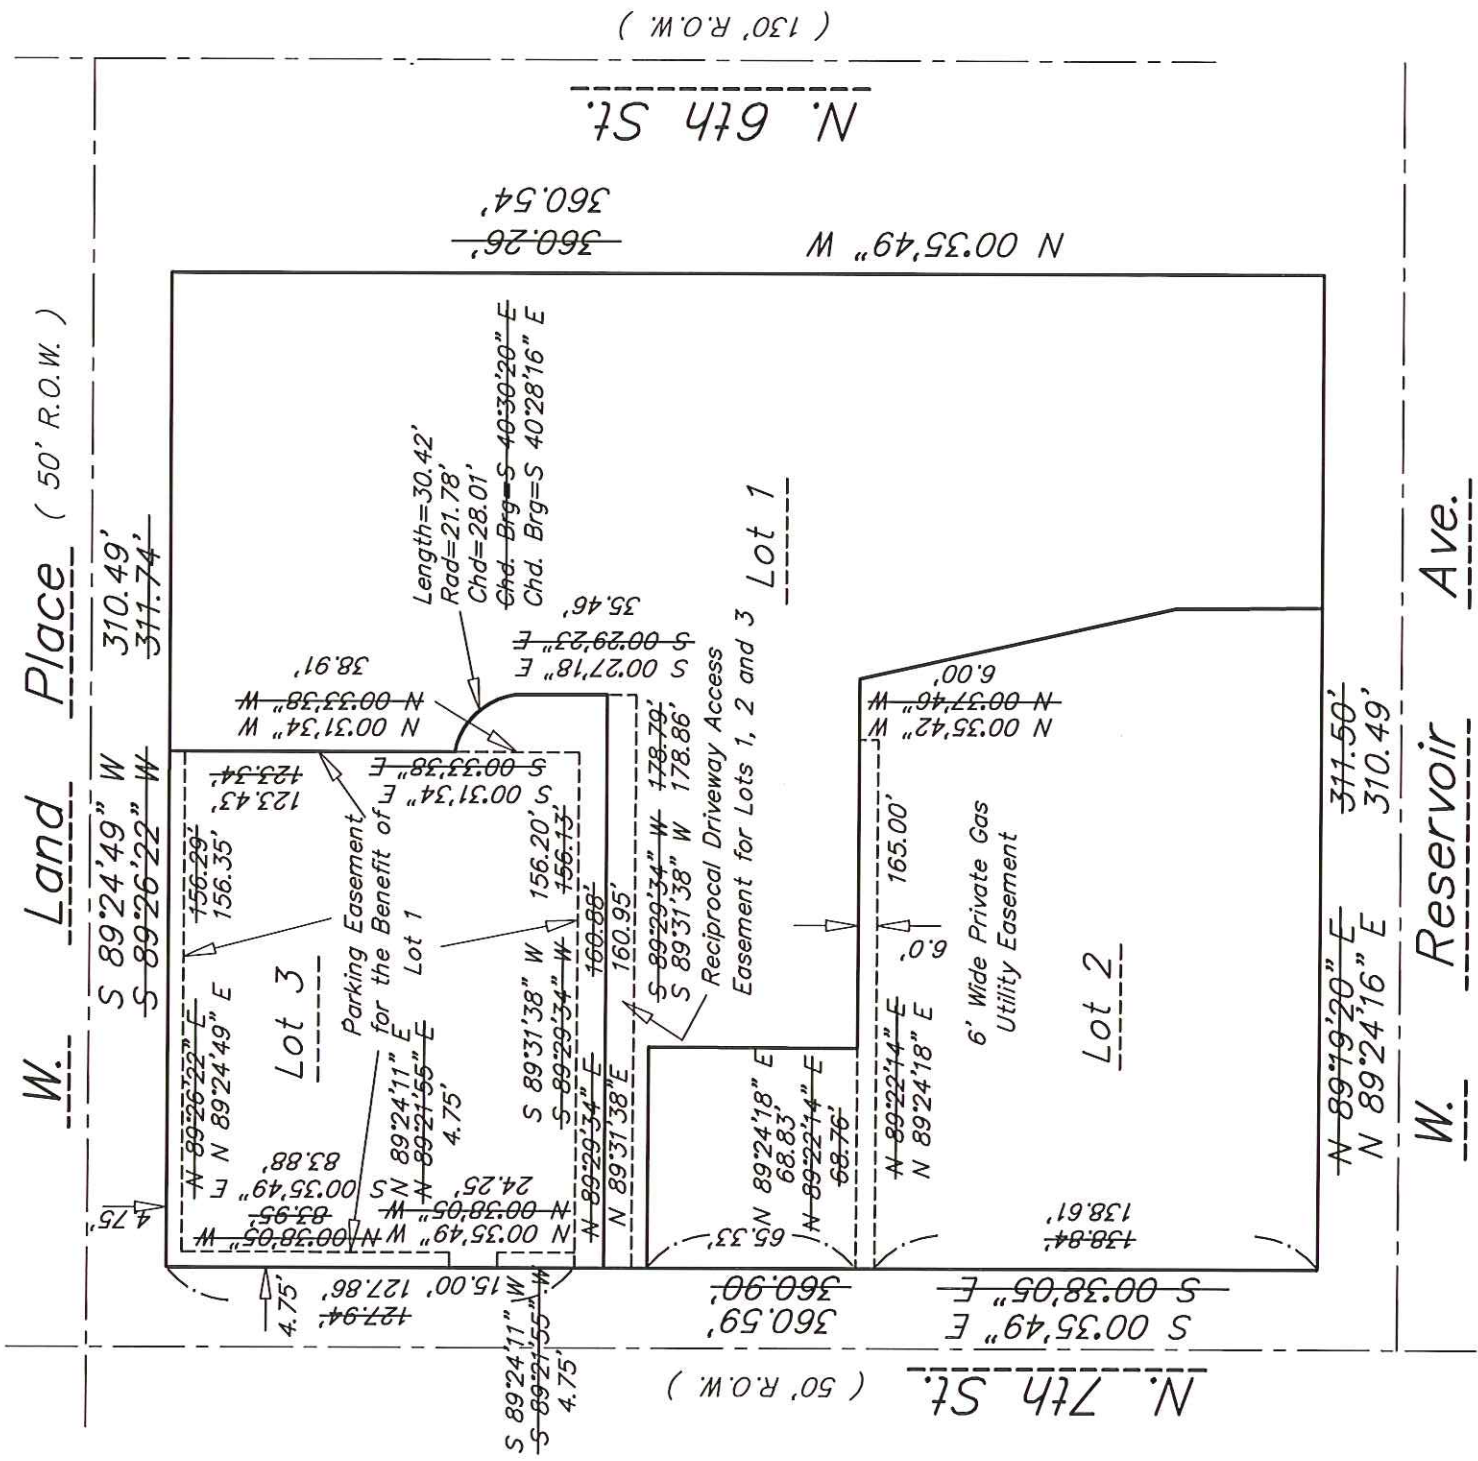 W. Land Place ( 50' R.O.W. )
S 89°24'49" W 310.49'
S 89°26'22" W 311.74'
N. 6th St.
( 130' R.O.W. )
N 00°35'49" W
360.26'
360.54'
Length=30.42'
Rad=21.78'
Chd=28.01'
Chd. Brg=S 40°30'20" E
Chd. Brg=S 40°28'16" E
N 00°31'34" W
N 00°33'38" W
38.91'
S 00°27'18" E
S 00°29'23" E
35.46'
123.34'
123.43'
S 00°33'38" E
S 00°31'34" E
156.29'
156.35'
N 89°26'22" E
N 89°24'49" E
Lot 3
Parking Easement
for the Benefit of
Lot 1
N 89°24'11" E
N 89°21'55" E
4.75'
4.75'
N 00°38'05" W
83.95'
S 00°35'49" E
83.88'
N 00°35'49" W
N 00°38'05" W
24.25'
S 89°31'38" W 156.20'
S 89°29'34" W 156.13'
N 89°29'34" E 160.88'
N 89°31'38"E 160.95'
S 89°29'34" W 178.79'
S 89°31'38" W 178.86'
Reciprocal Driveway Access
Easement for Lots 1, 2 and 3
Lot 1
N 00°35'42" W
N 00°37'46" W
6.00'
N 89°24'18" E
68.83'
N 89°22'14" E
68.76'
65.33'
6.0'
165.00'
N 89°22'14" E
N 89°24'18" E
6' Wide Private Gas
Utility Easement
Lot 2
138.84'
138.61'
4.75'
127.94'
127.86'
15.00'
S 89°24'11" W
S 89°21'55" W
4.75'
360.90'
360.59'
S 00°38'05" E
S 00°35'49" E
N. 7th St.
( 50' R.O.W. )
N 89°19'20" E 311.50'
N 89°24'16" E 310.49'
W. Reservoir Ave.